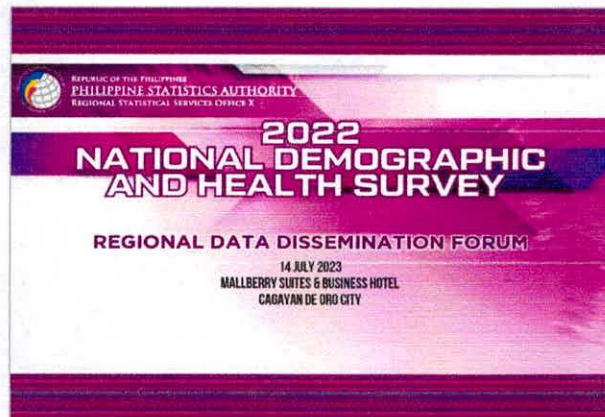 REPUBLIC OF THE PHILIPPINES
PHILIPPINE STATISTICS AUTHORITY
REGIONAL STATISTICAL SERVICES OFFICE X
2022
NATIONAL DEMOGRAPHIC
AND HEALTH SURVEY
REGIONAL DATA DISSEMINATION FORUM
14 JULY 2023
MALLBERRY SUITES & BUSINESS HOTEL
CAGAYAN DE ORO CITY